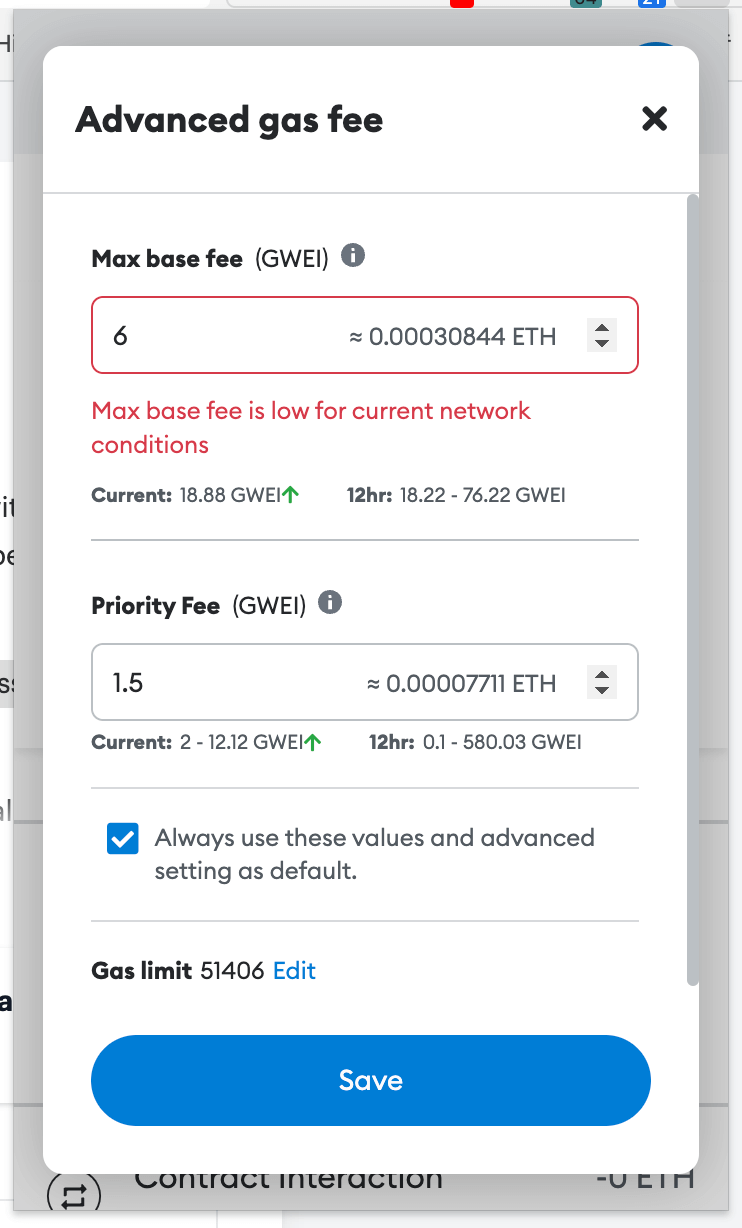 Advanced gas fee
Max base fee (GWEI)
6 ≈ 0.00030844 ETH
Max base fee is low for current network
conditions
Current: 18.88 GWEI↑ 12hr: 18.22 - 76.22 GWEI
Priority Fee (GWEI)
1.5 ≈ 0.00007711 ETH
Current: 2 - 12.12 GWEI↑ 12hr: 0.1 - 580.03 GWEI
Always use these values and advanced
setting as default.
Gas limit 51406 Edit
Save
Contract Interaction -0 ETH